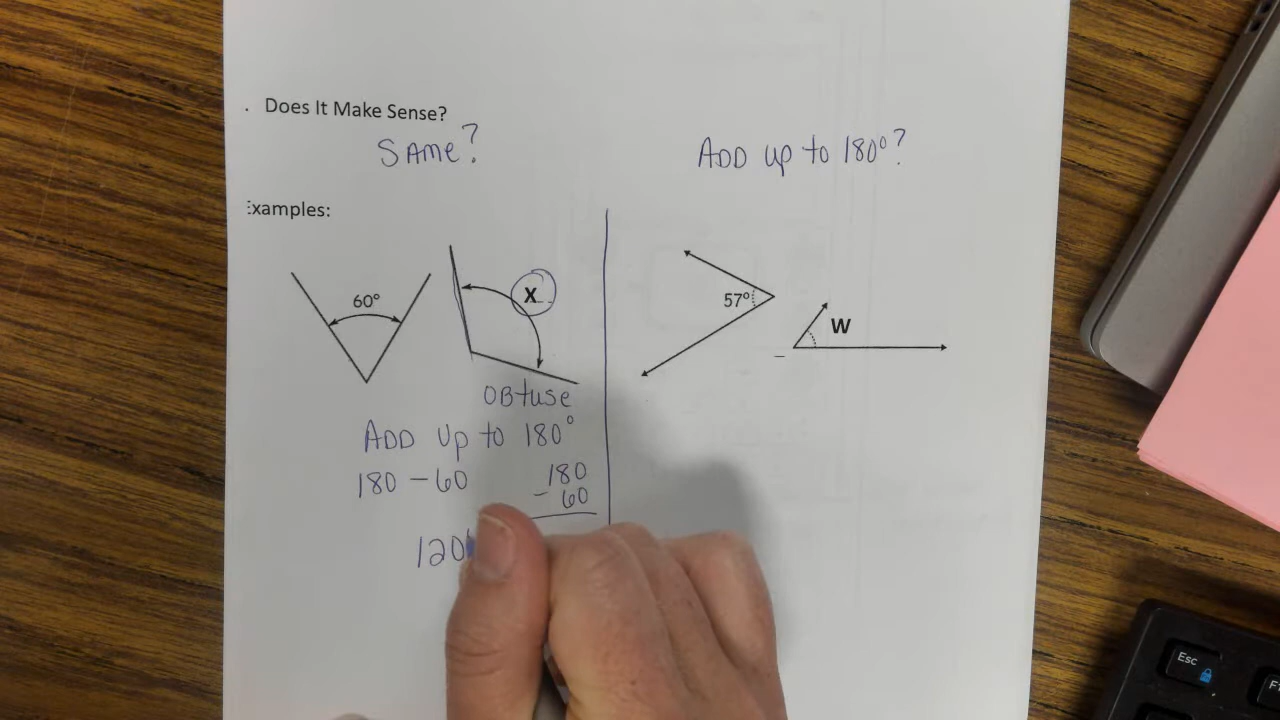 . Does It Make Sense?
SAMe?
ADD up to 180°?
Examples:
60°
X
57°
W
OBtuse
ADD Up to 180°
180 - 60
180
- 60
120
Esc